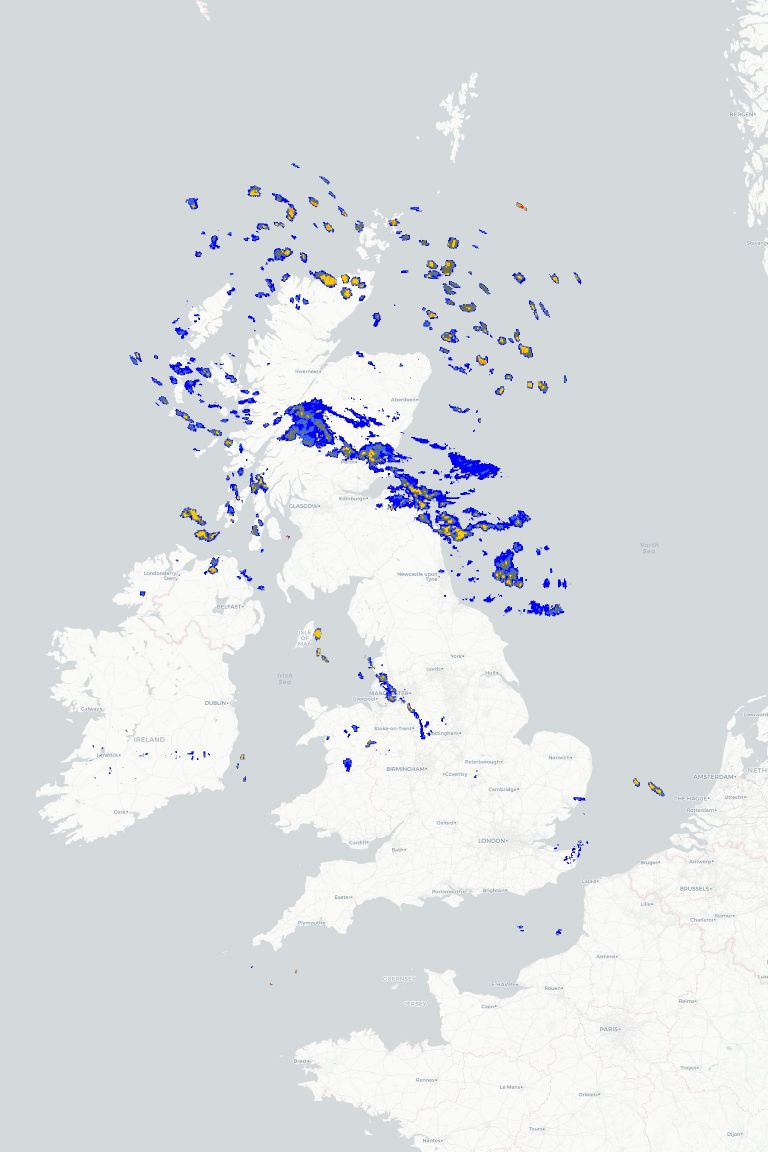 BERGEN
Inverness
Aberdeen
GLASGOW
Edinburgh
North
Sea
Londonderry/
Derry
Newcastle upon
Tyne
BELFAST
ISLE
OF
MAN
York
Leeds
Hull
Irish
Sea
MANCHESTER
Liverpool
DUBLIN
Galway
Stoke-on-Trent
IRELAND
Limerick
Norwich
Peterborough
BIRMINGHAM
Coventry
AMSTERDAM
Cambridge
THE HAGUE
Utrecht
Rotterdam
Cork
Oxford
LONDON
Cardiff
Bath
Bruges
Antwerp
Calais
BRUSSELS
Exeter
Portsmouth
Brighton
Lille
Plymouth
Charleroi
Namur
Amiens
GUERNSEY
LE HAVRE
Rouen
JERSEY
Caen
Reims
PARIS
Brest
Troyes
Rennes
Le Mans
Orléans
Tours
Dijon
Nantes